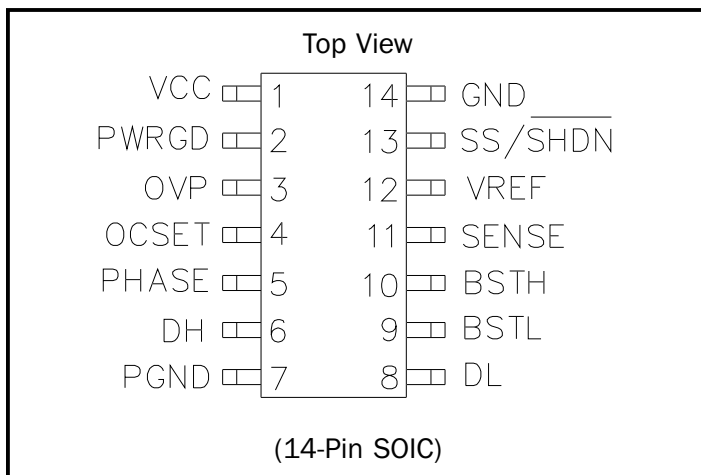 Top View
VCC 1 14 GND
PWRGD 2 13 SS/SHDN
OVP 3 12 VREF
OCSET 4 11 SENSE
PHASE 5 10 BSTH
DH 6 9 BSTL
PGND 7 8 DL
(14-Pin SOIC)